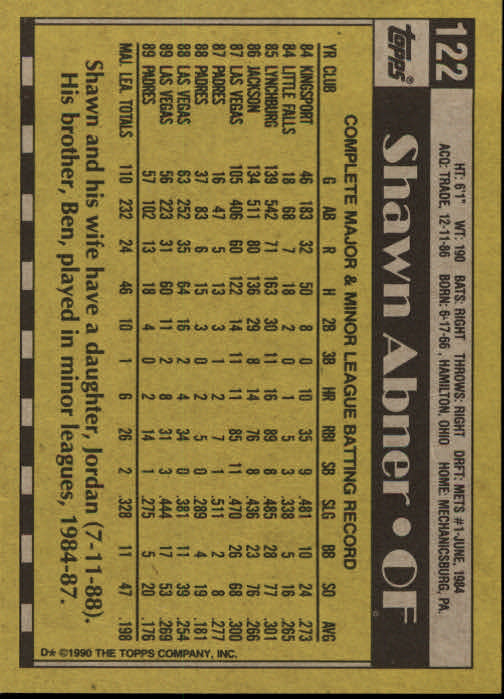 122
topps®
HT: 6'1" WT: 190 BATS: RIGHT THROWS: RIGHT DRFT: METS #1-JUNE, 1984
ACQ: TRADE, 12-11-86 BORN: 6-17-66, HAMILTON, OHIO HOME: MECHANICSBURG, PA.
Shawn Abner • OF
COMPLETE MAJOR & MINOR LEAGUE BATTING RECORD
YR CLUB G AB R H 2B 3B HR RBI SB SLG BB SO AVG
84 KINGSPORT 46 183 32 50 8 0 10 35 9 .481 10 24 .273
84 LITTLE FALLS 18 68 7 18 2 0 1 5 3 .338 5 16 .265
85 LYNCHBURG 139 542 71 163 30 11 16 89 8 .485 28 77 .301
86 JACKSON 134 511 80 136 29 8 14 76 8 .436 23 76 .266
87 LAS VEGAS 105 406 60 122 14 11 11 85 11 .470 26 68 .300
87 PADRES 16 47 5 13 3 1 2 7 1 .511 2 8 .277
88 PADRES 37 83 6 15 3 0 2 5 0 .289 4 19 .181
88 LAS VEGAS 63 252 35 64 16 2 4 34 0 .381 11 39 .254
89 LAS VEGAS 56 223 31 60 11 2 8 31 3 .444 17 53 .269
89 PADRES 57 102 13 18 4 0 2 14 1 .275 5 20 .176
MAJ. LEA. TOTALS 110 232 24 46 10 1 6 26 2 .328 11 47 .198
Shawn and his wife have a daughter, Jordan (7-11-88).
His brother, Ben, played in minor leagues, 1984-87.
D* ©1990 THE TOPPS COMPANY, INC.